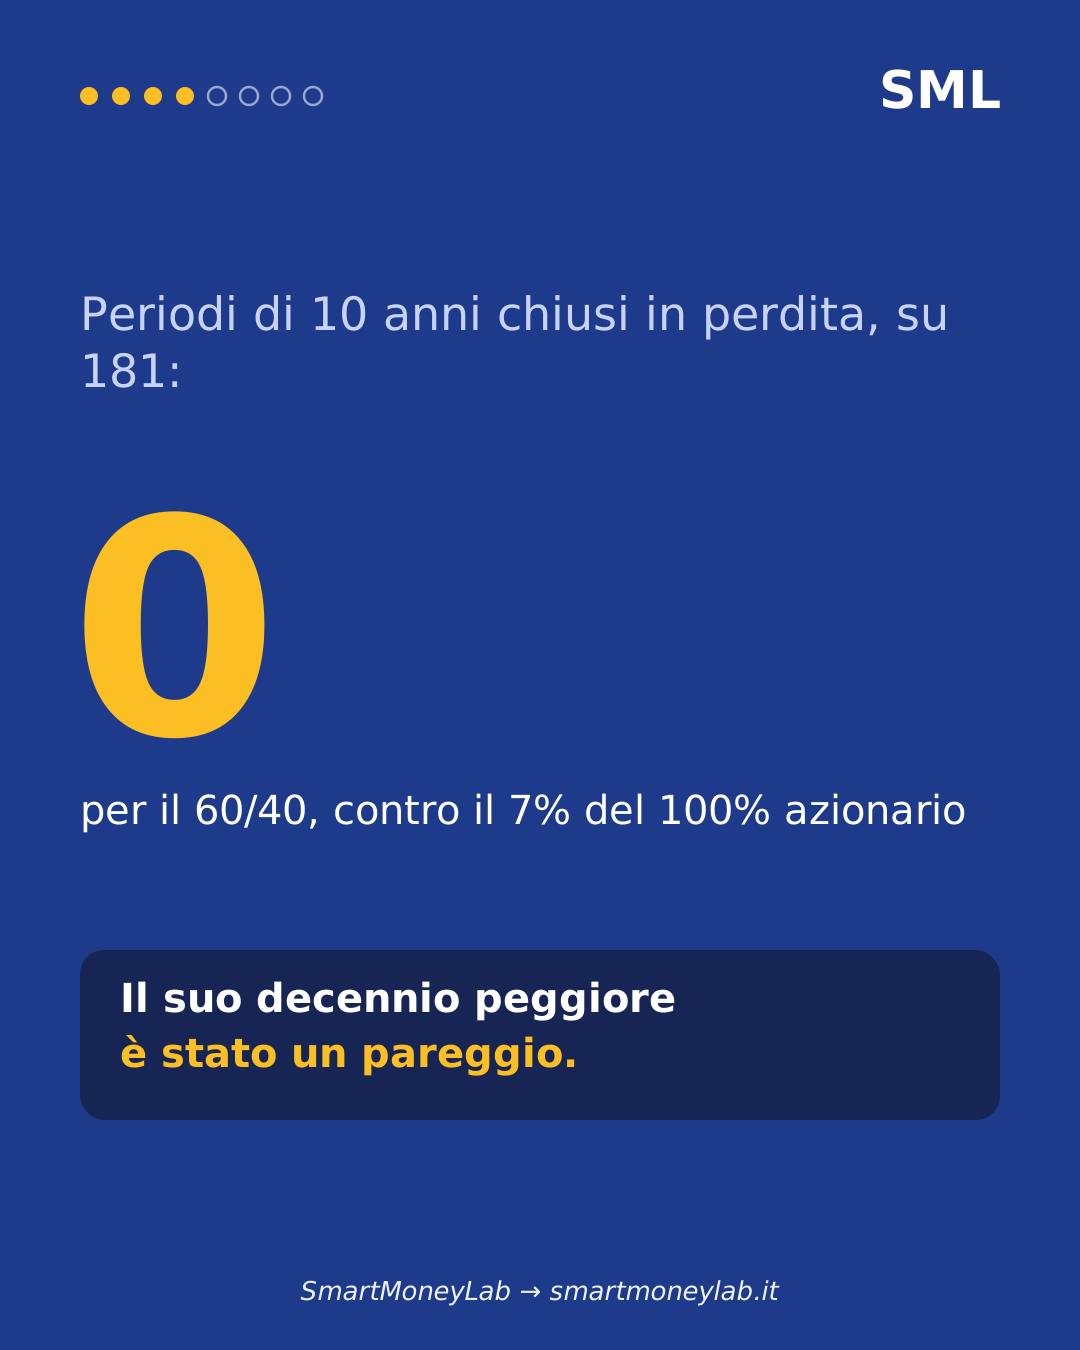 SML
Periodi di 10 anni chiusi in perdita, su
181:
0
per il 60/40, contro il 7% del 100% azionario
Il suo decennio peggiore
è stato un pareggio.
SmartMoneyLab → smartmoneylab.it